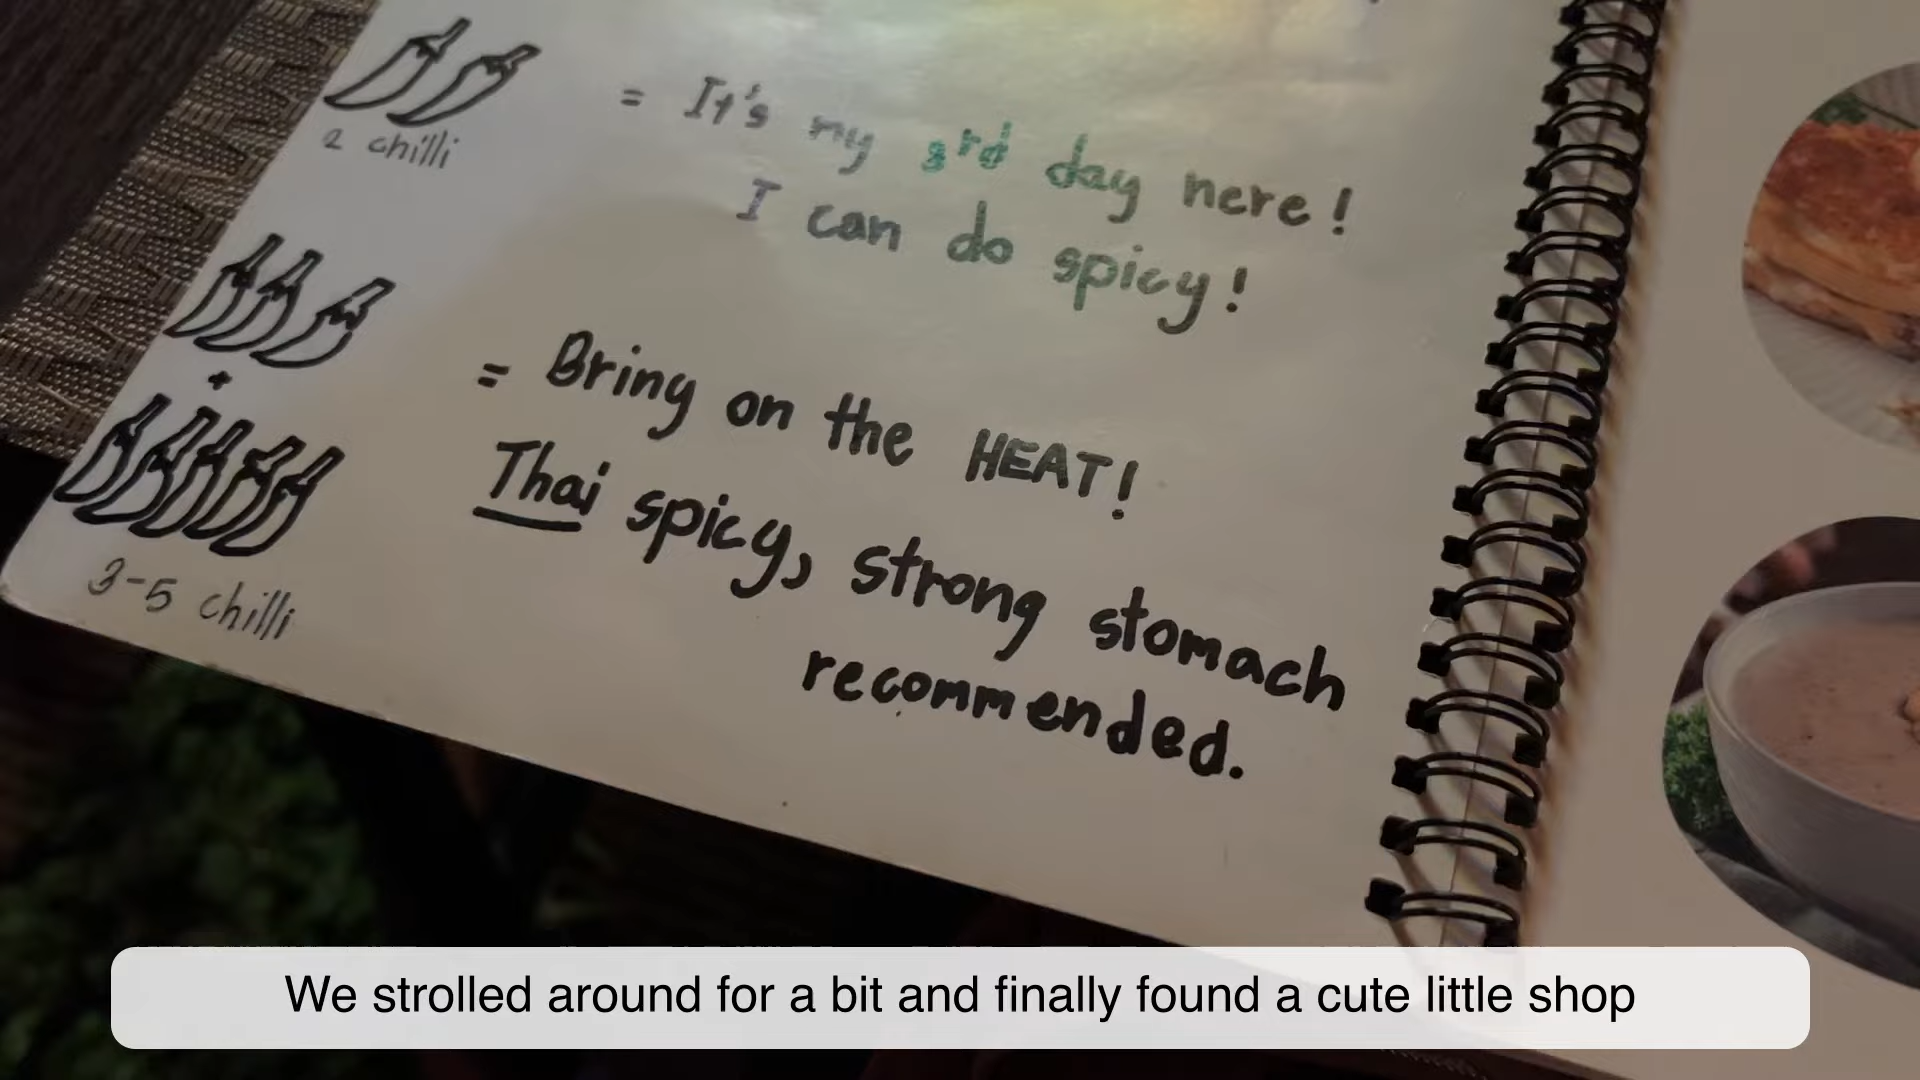 2 chilli
= It's my 3rd day here!
I can do spicy!
+
3-5 chilli
= Bring on the HEAT!
Thai spicy, strong stomach
recommended.
We strolled around for a bit and finally found a cute little shop